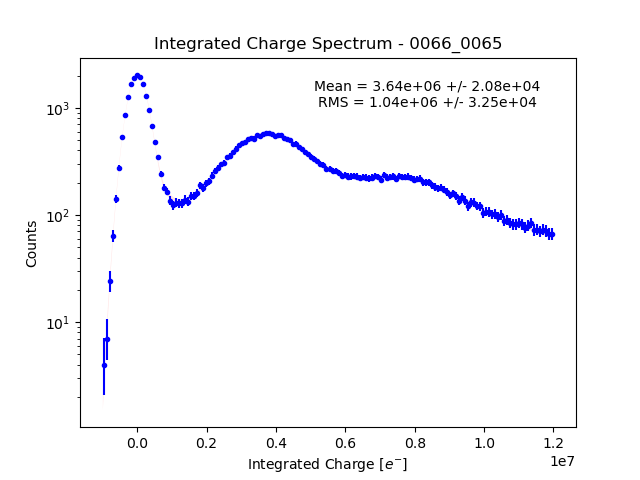 Integrated Charge Spectrum - 0066_0065
Mean = 3.64e+06 +/- 2.08e+04
RMS = 1.04e+06 +/- 3.25e+04
Counts
10³
10²
10¹
0.0 0.2 0.4 0.6 0.8 1.0 1.2
1e7
Integrated Charge [e⁻]